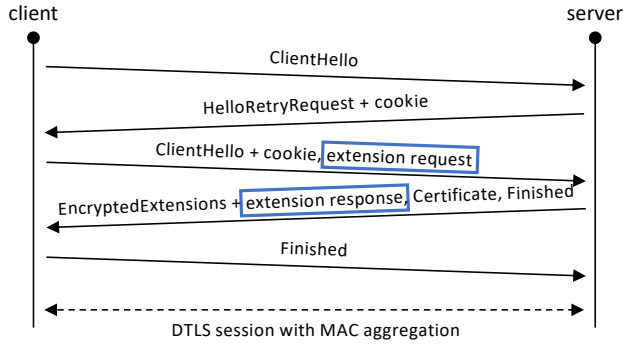 client
server
ClientHello
HelloRetryRequest + cookie
ClientHello + cookie, extension request
EncryptedExtensions + extension response, Certificate, Finished
Finished
DTLS session with MAC aggregation